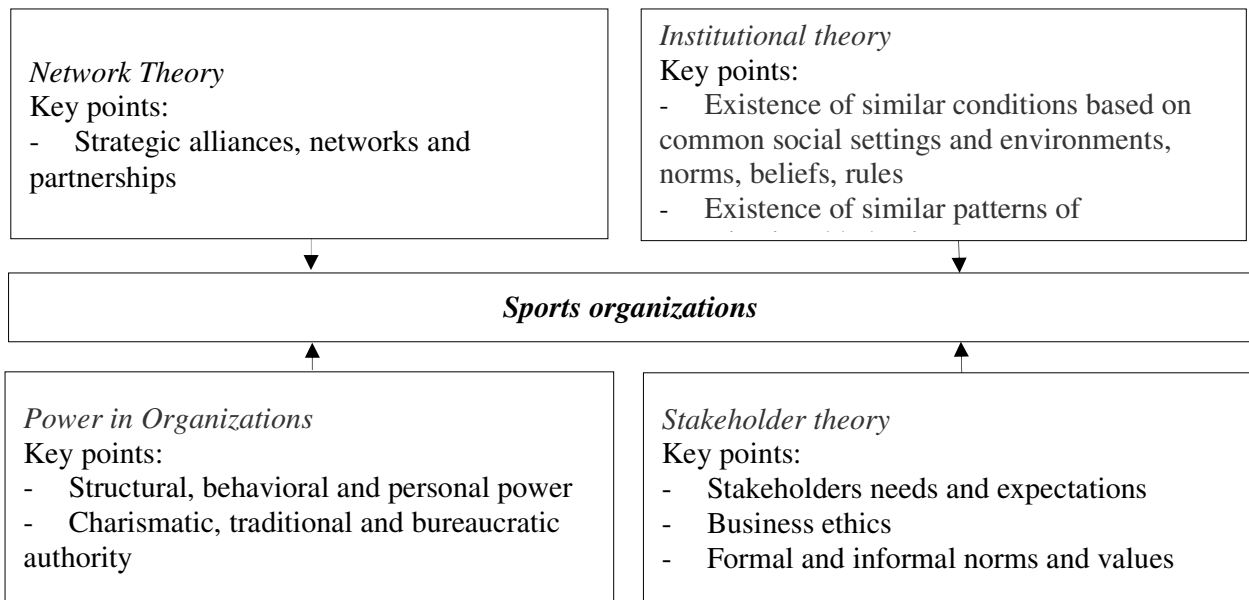 Network Theory
Key points:
- Strategic alliances, networks and
partnerships
Institutional theory
Key points:
- Existence of similar conditions based on
common social settings and environments,
norms, beliefs, rules
- Existence of similar patterns of
Sports organizations
Power in Organizations
Key points:
- Structural, behavioral and personal power
- Charismatic, traditional and bureaucratic
authority
Stakeholder theory
Key points:
- Stakeholders needs and expectations
- Business ethics
- Formal and informal norms and values